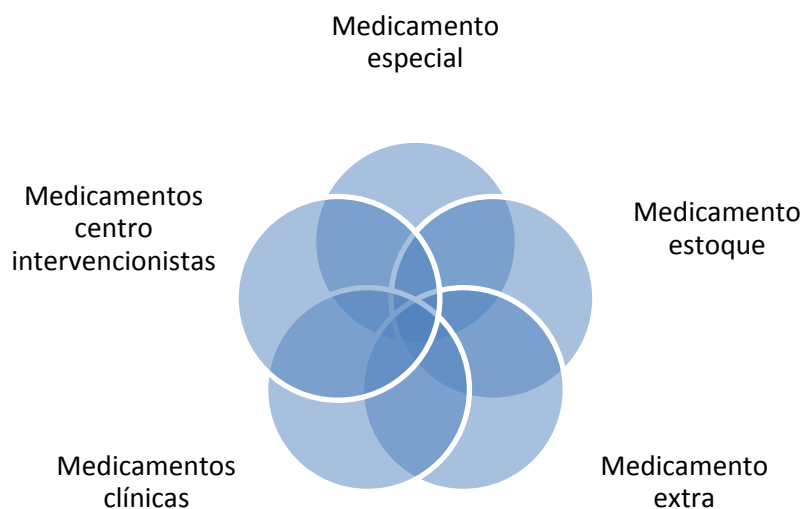 Medicamento
especial
Medicamentos
centro
intervencionistas
Medicamento
estoque
Medicamentos
clínicas
Medicamento
extra